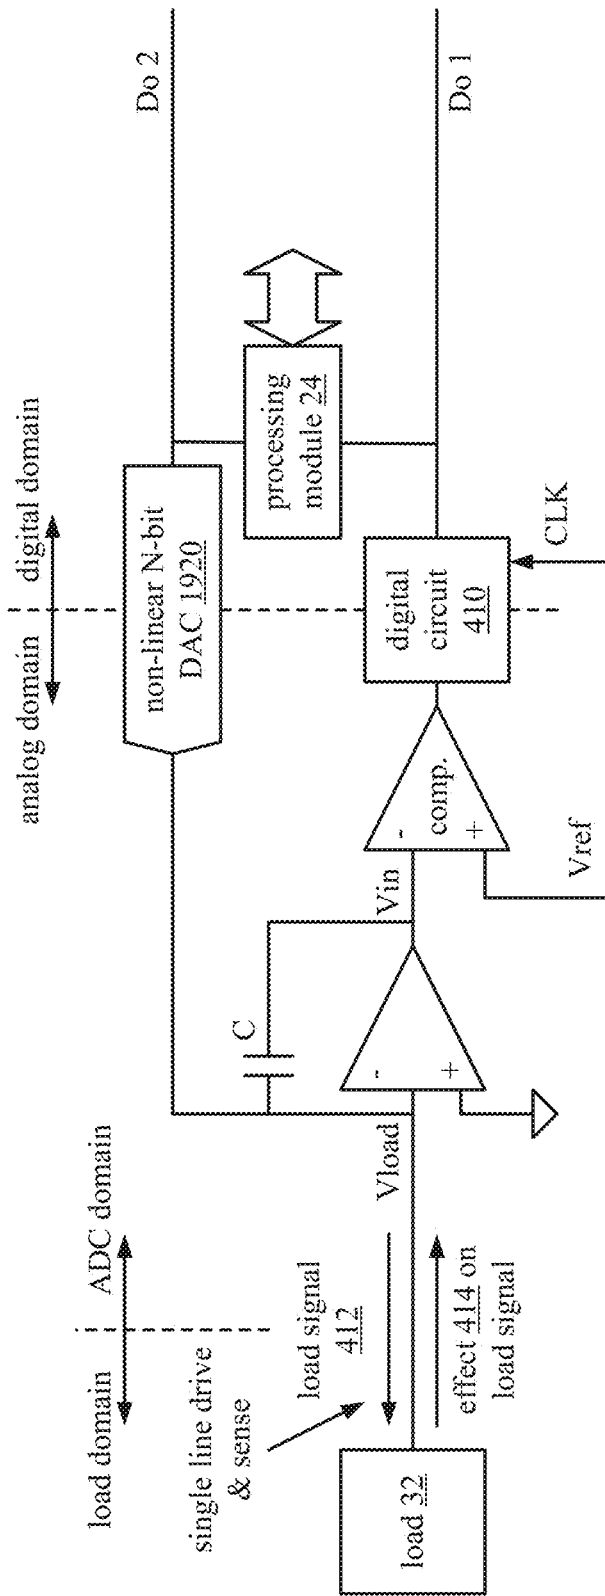 load domain
ADC domain
analog domain
digital domain
single line drive
& sense
load signal
412
effect 414 on
load signal
load 32
Vload
C
-
+
Vin
-
+
comp.
Vref
non-linear N-bit
DAC 1920
digital
circuit
410
CLK
processing
module 24
Do 2
Do 1